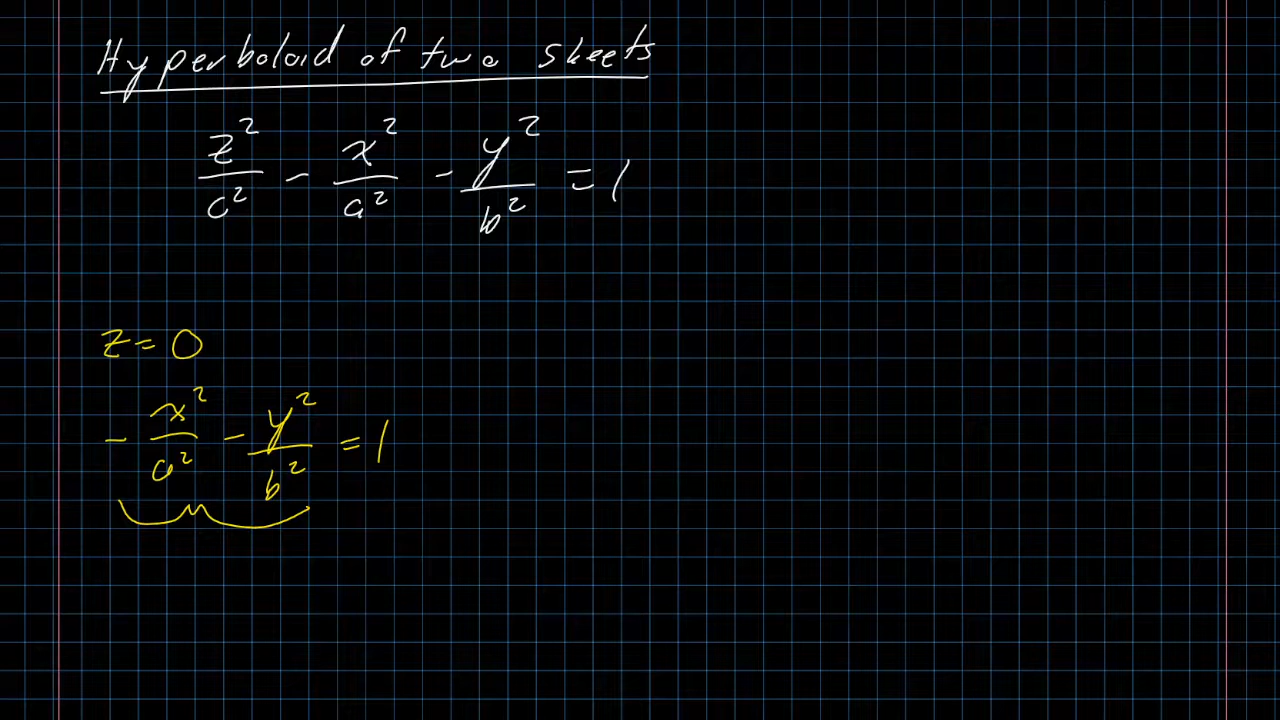 Hyperboloid of two sheets
z²/c² - x²/a² - y²/b² = 1
z = 0
- x²/a² - y²/b² = 1